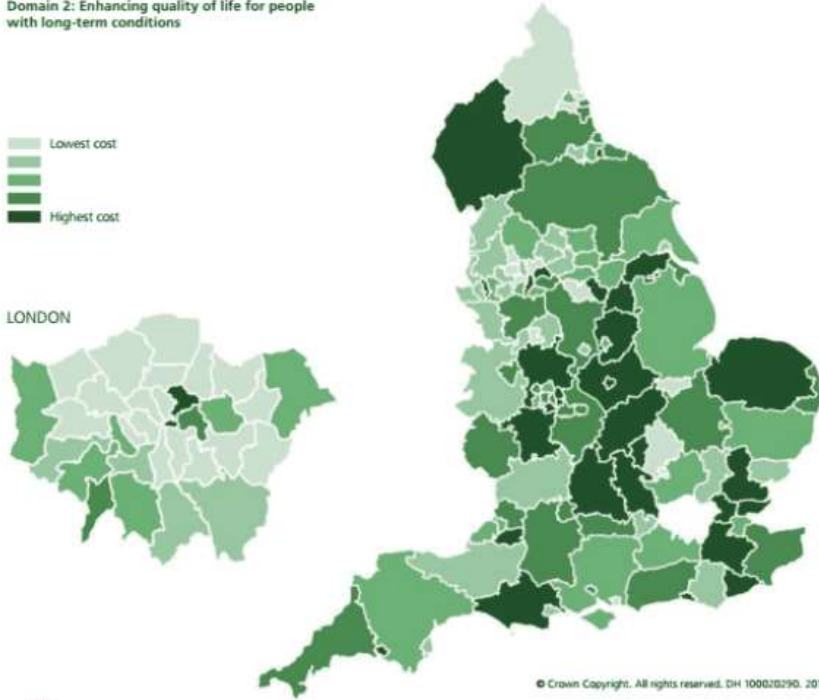 Domain 2: Enhancing quality of life for people
with long-term conditions
Lowest cost
Highest cost
LONDON
© Crown Copyright. All rights reserved. DH 100020290.